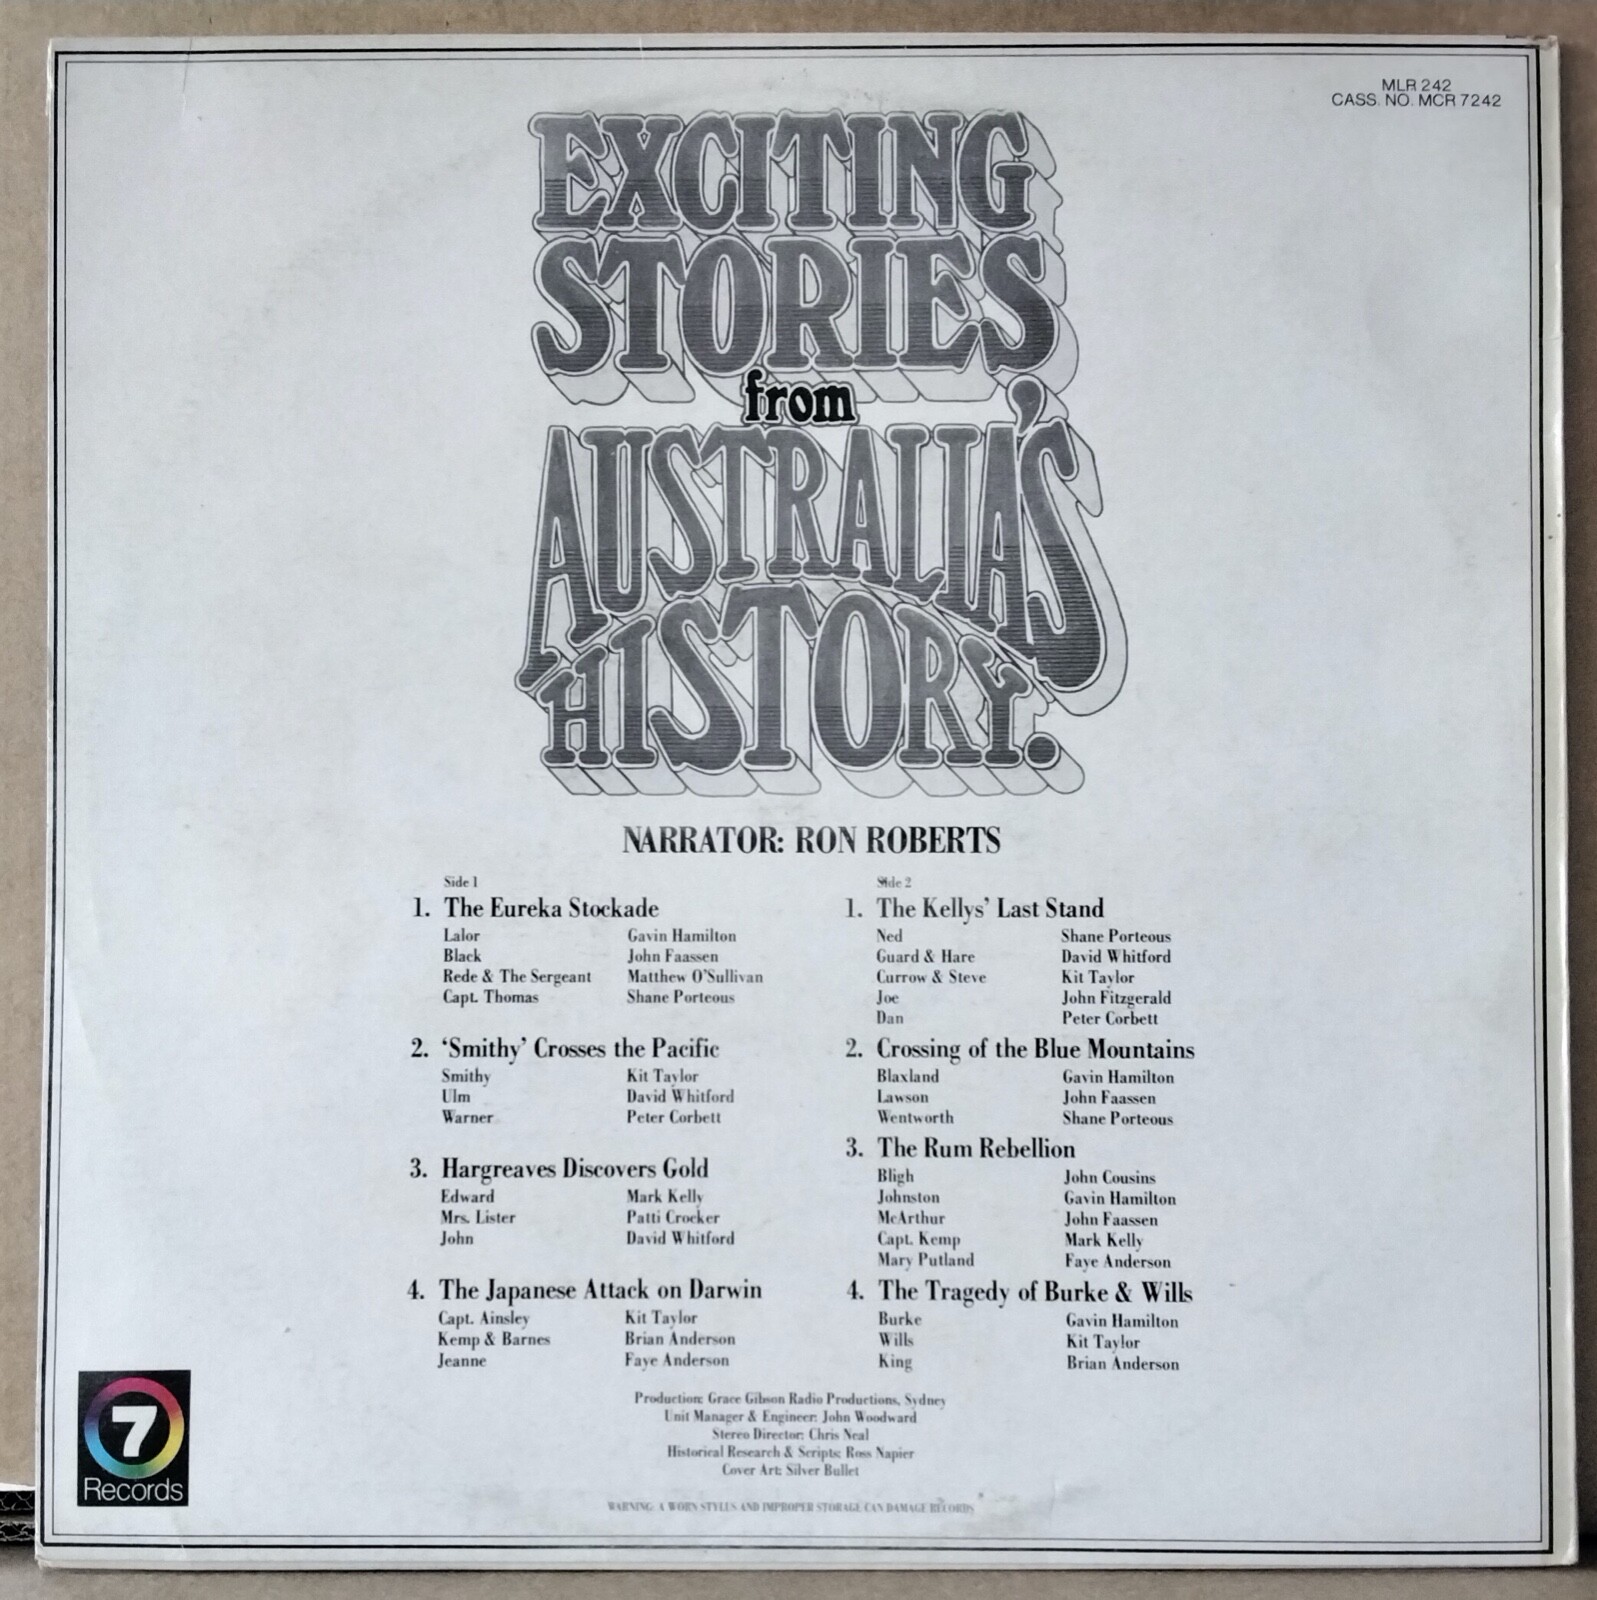 MLR 242
CASS. NO. MCR 7242
EXCITING
STORIES
from
AUSTRALIA'S
HISTORY.
NARRATOR: RON ROBERTS
Side 1
1. The Eureka Stockade
Lalor Gavin Hamilton
Black John Faassen
Rede & The Sergeant Matthew O'Sullivan
Capt. Thomas Shane Porteous
2. 'Smithy' Crosses the Pacific
Smithy Kit Taylor
Ulm David Whitford
Warner Peter Corbett
3. Hargreaves Discovers Gold
Edward Mark Kelly
Mrs. Lister Patti Crocker
John David Whitford
4. The Japanese Attack on Darwin
Capt. Ainsley Kit Taylor
Kemp & Barnes Brian Anderson
Jeanne Faye Anderson
Side 2
1. The Kellys' Last Stand
Ned Shane Porteous
Guard & Hare David Whitford
Currow & Steve Kit Taylor
Joe John Fitzgerald
Dan Peter Corbett
2. Crossing of the Blue Mountains
Blaxland Gavin Hamilton
Lawson John Faassen
Wentworth Shane Porteous
3. The Rum Rebellion
Bligh John Cousins
Johnston Gavin Hamilton
McArthur John Faassen
Capt. Kemp Mark Kelly
Mary Putland Faye Anderson
4. The Tragedy of Burke & Wills
Burke Gavin Hamilton
Wills Kit Taylor
King Brian Anderson
Production: Grace Gibson Radio Productions, Sydney
Unit Manager & Engineer: John Woodward
Stereo Director: Chris Neal
Historical Research & Scripts: Ross Napier
Cover Art: Silver Bullet
WARNING: A WORN STYLUS AND IMPROPER STORAGE CAN DAMAGE RECORDS
7
Records